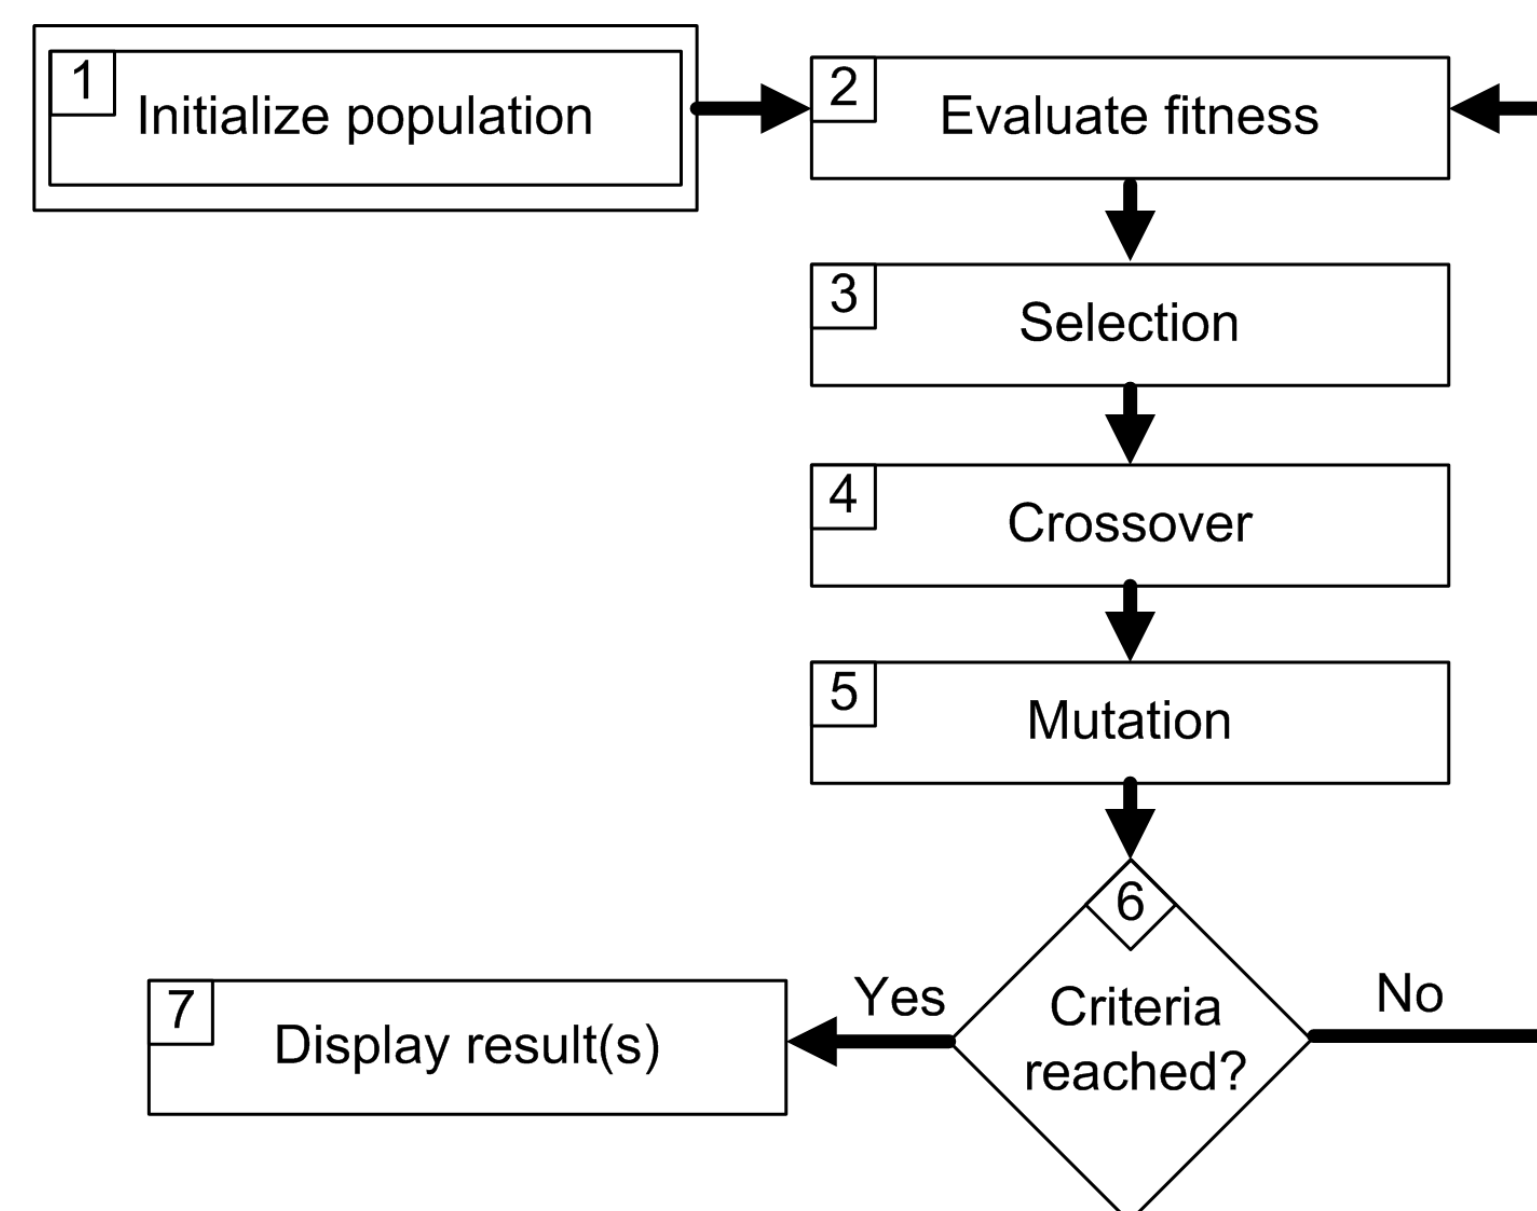 1
Initialize population
2
Evaluate fitness
3
Selection
4
Crossover
5
Mutation
6
Criteria
reached?
Yes
No
7
Display result(s)